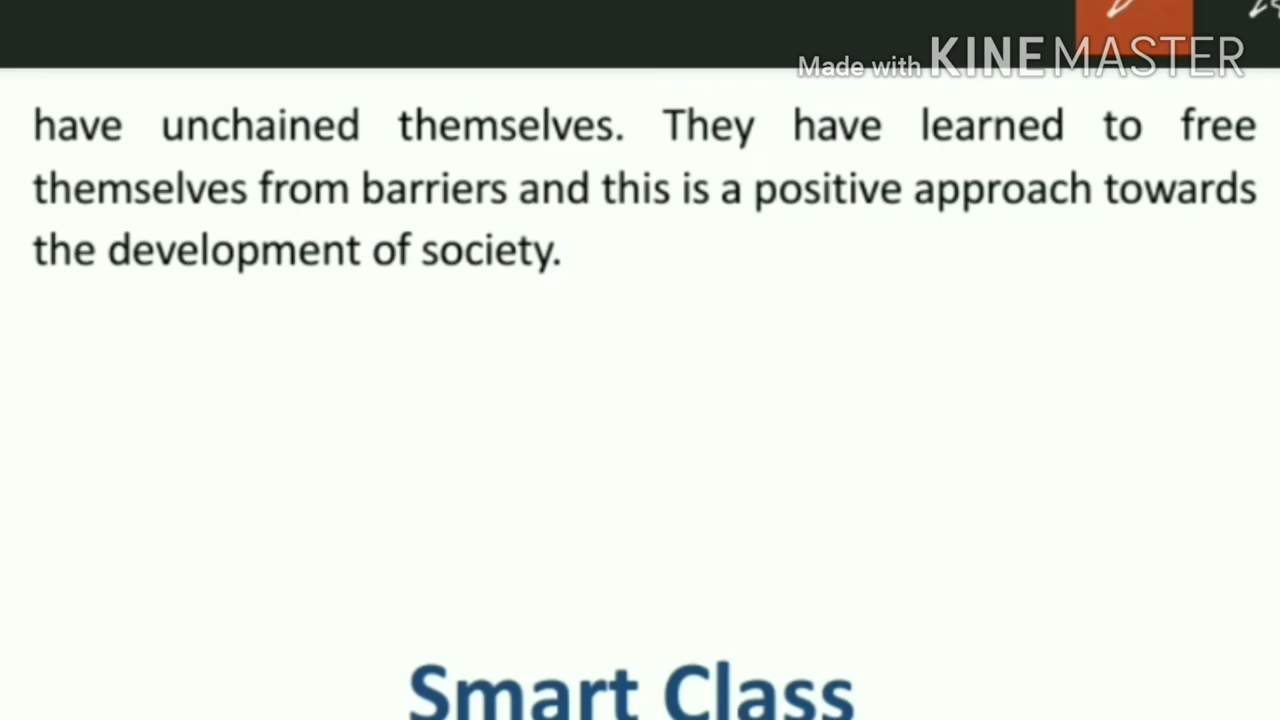 Made with KINEMASTER
have unchained themselves. They have learned to free
themselves from barriers and this is a positive approach towards
the development of society.
Smart Class